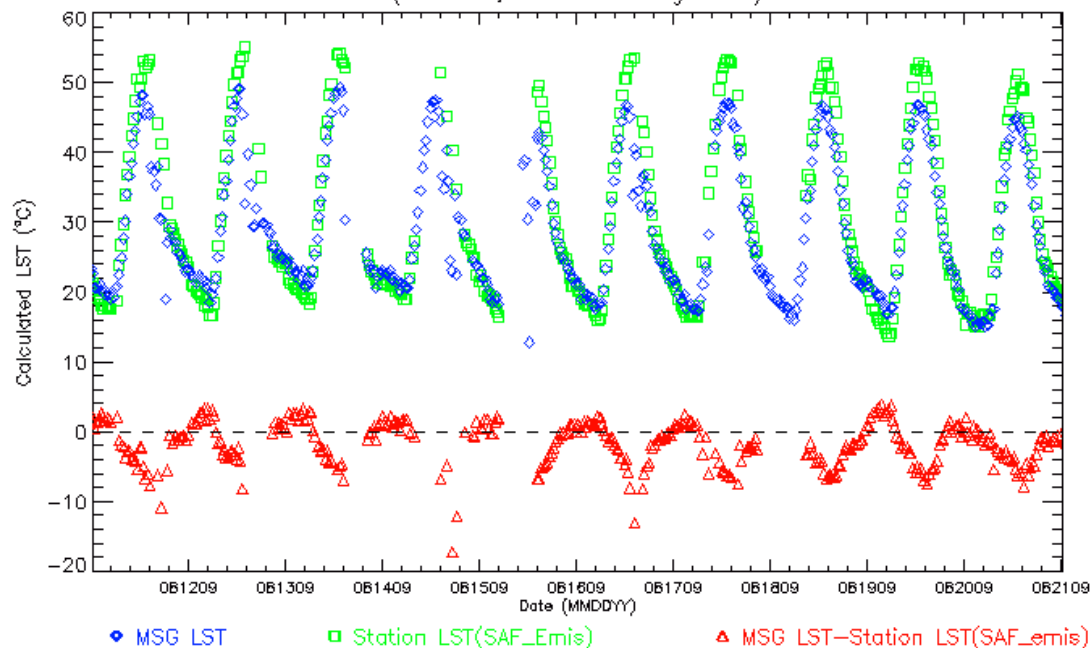 60
50
40
30
20
10
0
-10
-20
Calculated LST (°C)
061209 061309 061409 061509 061609 061709 061809 061909 062009 062109
Date (MMDDYY)
MSG LST Station LST(SAF_Emis) MSG LST-Station LST(SAF_emis)